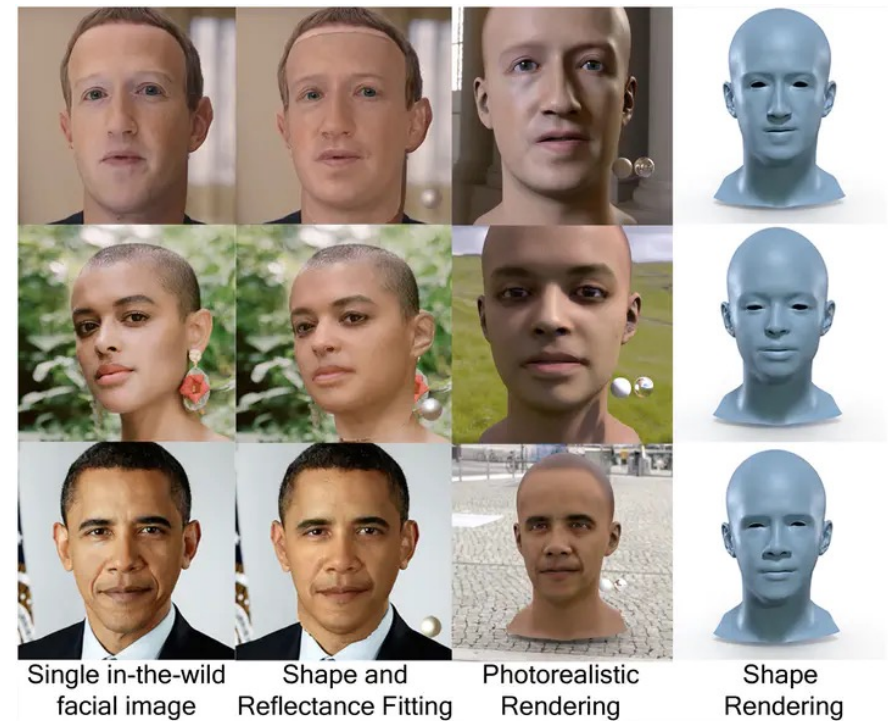 Single in-the-wild
facial image
Shape and
Reflectance Fitting
Photorealistic
Rendering
Shape
Rendering